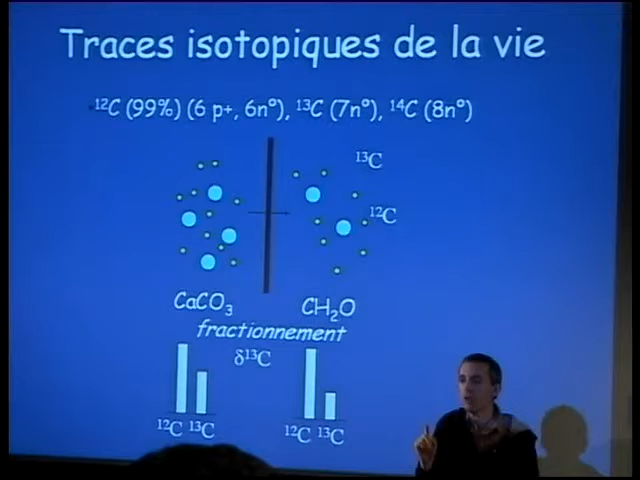 Traces isotopiques de la vie
¹²C (99%) (6 p+, 6n°), ¹³C (7n°), ¹⁴C (8n°)
¹³C
¹²C
CaCO₃ CH₂O
fractionnement
δ¹³C
¹²C ¹³C ¹²C ¹³C